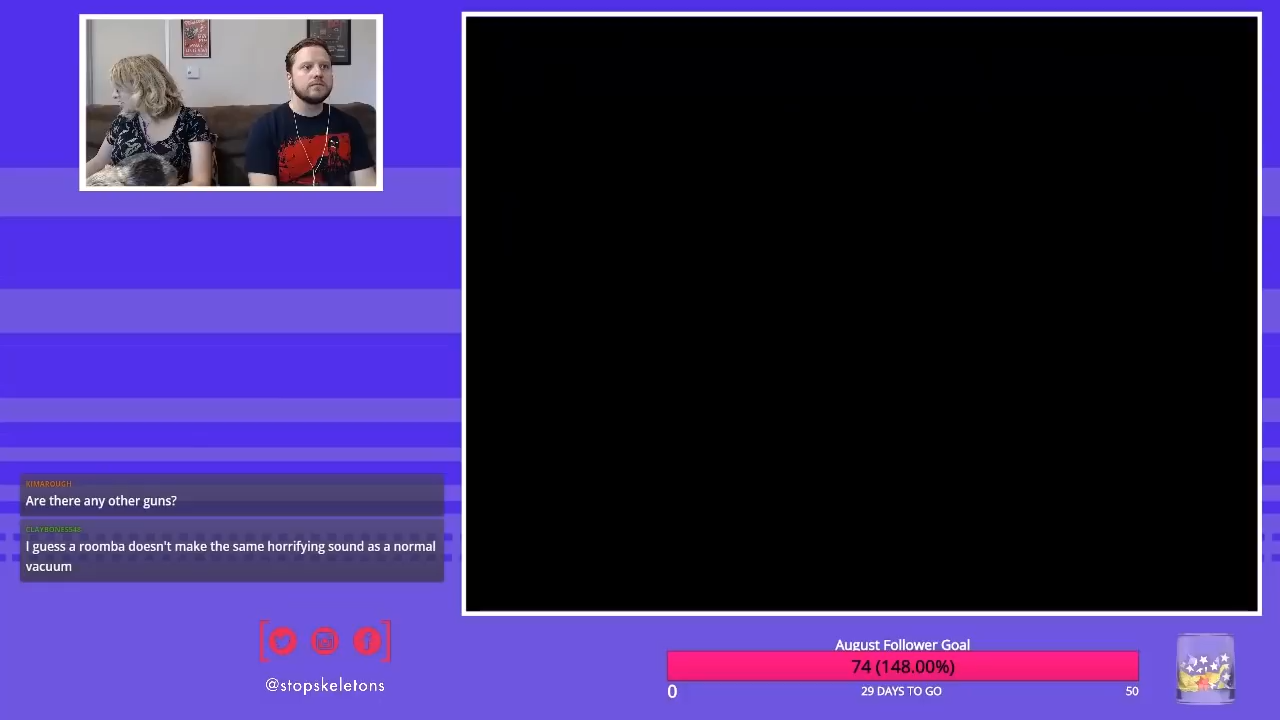 KIMAROUGH
Are there any other guns?
I guess a roomba doesn't make the same horrifying sound as a normal
vacuum
@stopskeletons
August Follower Goal
74 (148.00%)
0
29 DAYS TO GO
50